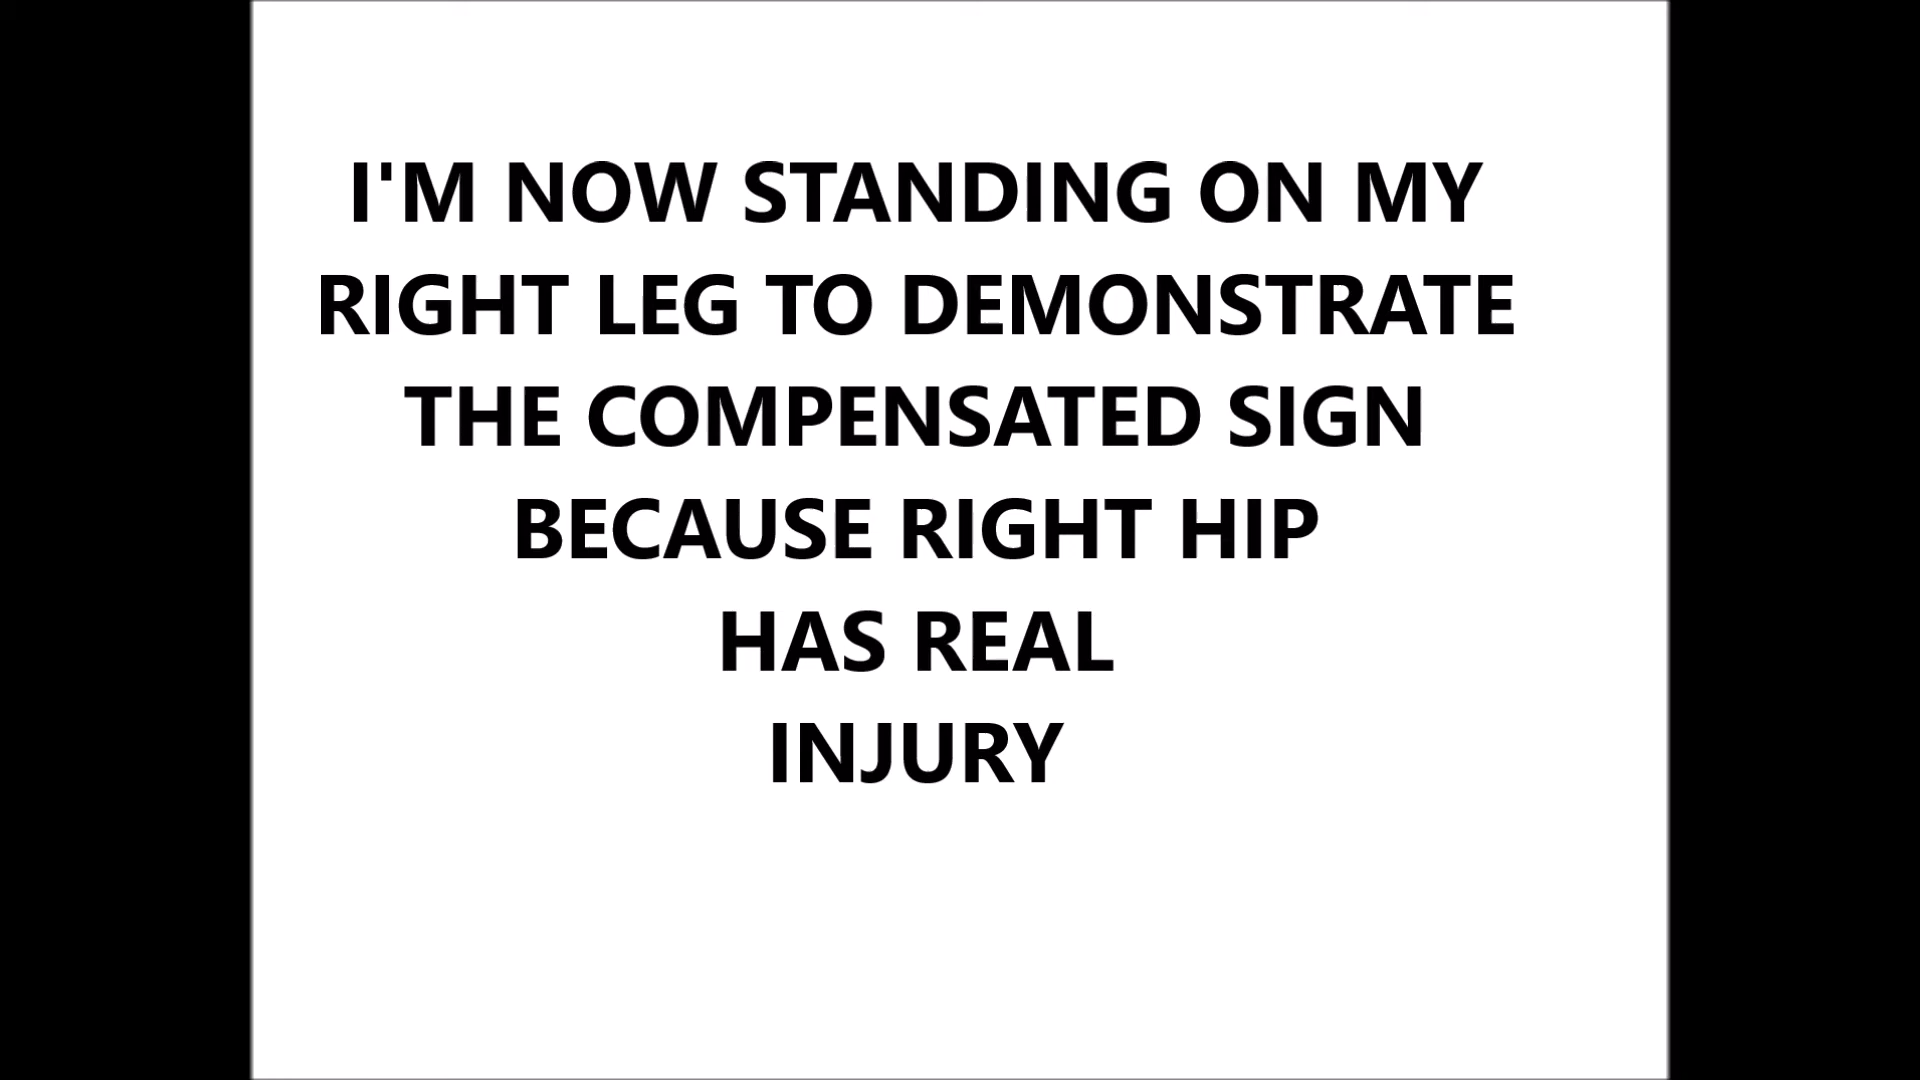 I'M NOW STANDING ON MY
RIGHT LEG TO DEMONSTRATE
THE COMPENSATED SIGN
BECAUSE RIGHT HIP
HAS REAL
INJURY